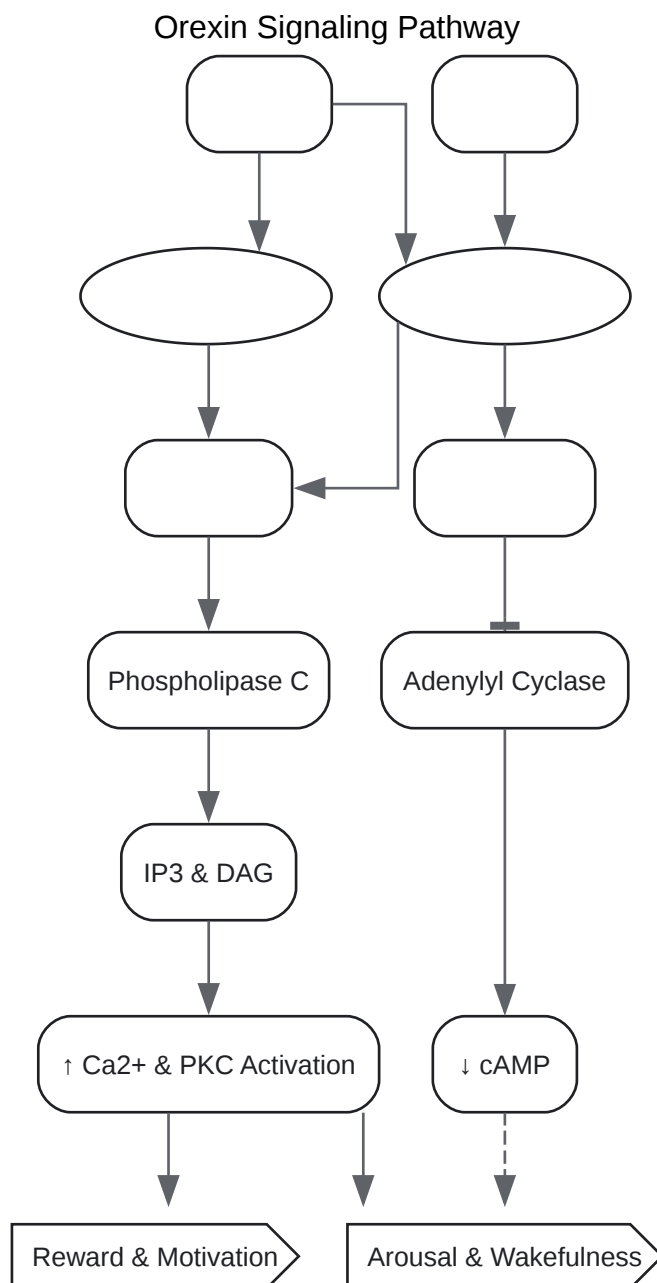 Orexin Signaling Pathway
Phospholipase C
Adenylyl Cyclase
IP3 & DAG
↑ Ca2+ & PKC Activation
↓ cAMP
Reward & Motivation
Arousal & Wakefulness